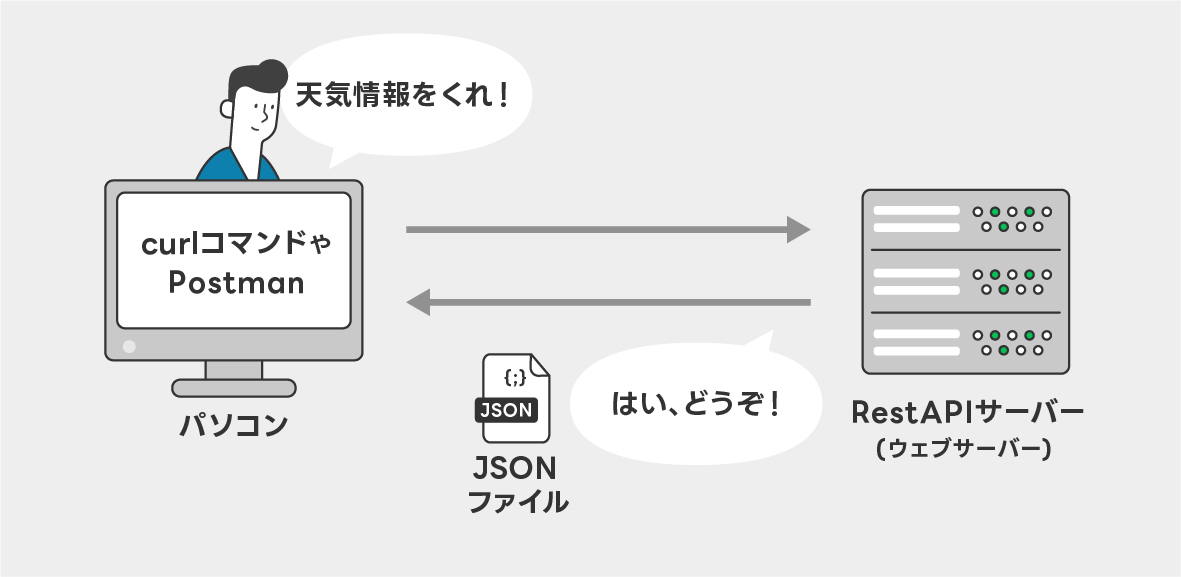 天気情報をくれ！
curlコマンドや
Postman
パソコン
{;}
JSON
JSON
ファイル
はい、どうぞ！
RestAPIサーバー
(ウェブサーバー)